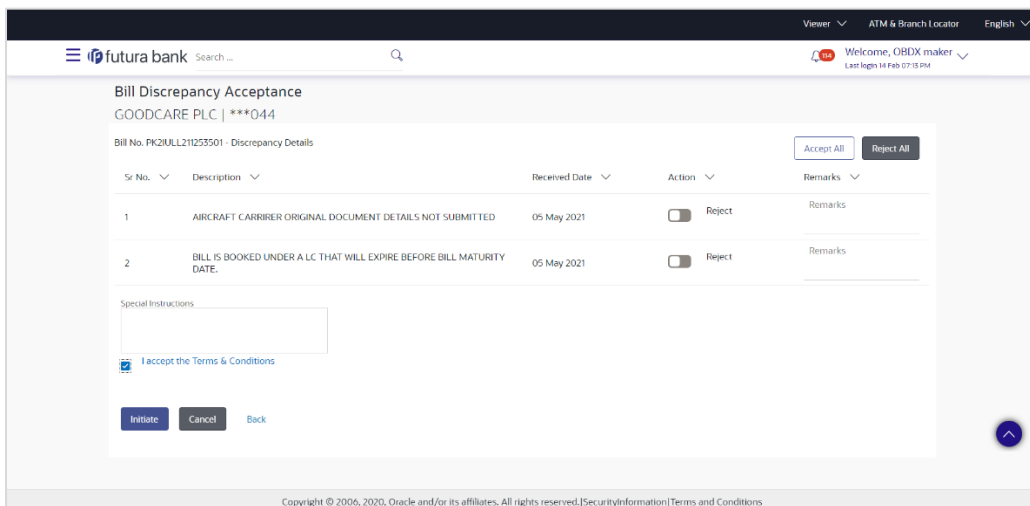 Viewer ATM & Branch Locator English
futura bank Search ... 114 Welcome, OBDX maker
Last login 14 Feb 07:13 PM
Bill Discrepancy Acceptance
GOODCARE PLC | ***044
Bill No. PK2IULL211253501 - Discrepancy Details Accept All Reject All
Sr No. Description Received Date Action Remarks
1 AIRCRAFT CARRIRER ORIGINAL DOCUMENT DETAILS NOT SUBMITTED 05 May 2021 Reject Remarks
2 BILL IS BOOKED UNDER A LC THAT WILL EXPIRE BEFORE BILL MATURITY DATE. 05 May 2021 Reject Remarks
Special Instructions
I accept the Terms & Conditions
Initiate Cancel Back
Copyright © 2006, 2020, Oracle and/or its affiliates. All rights reserved.|SecurityInformation|Terms and Conditions